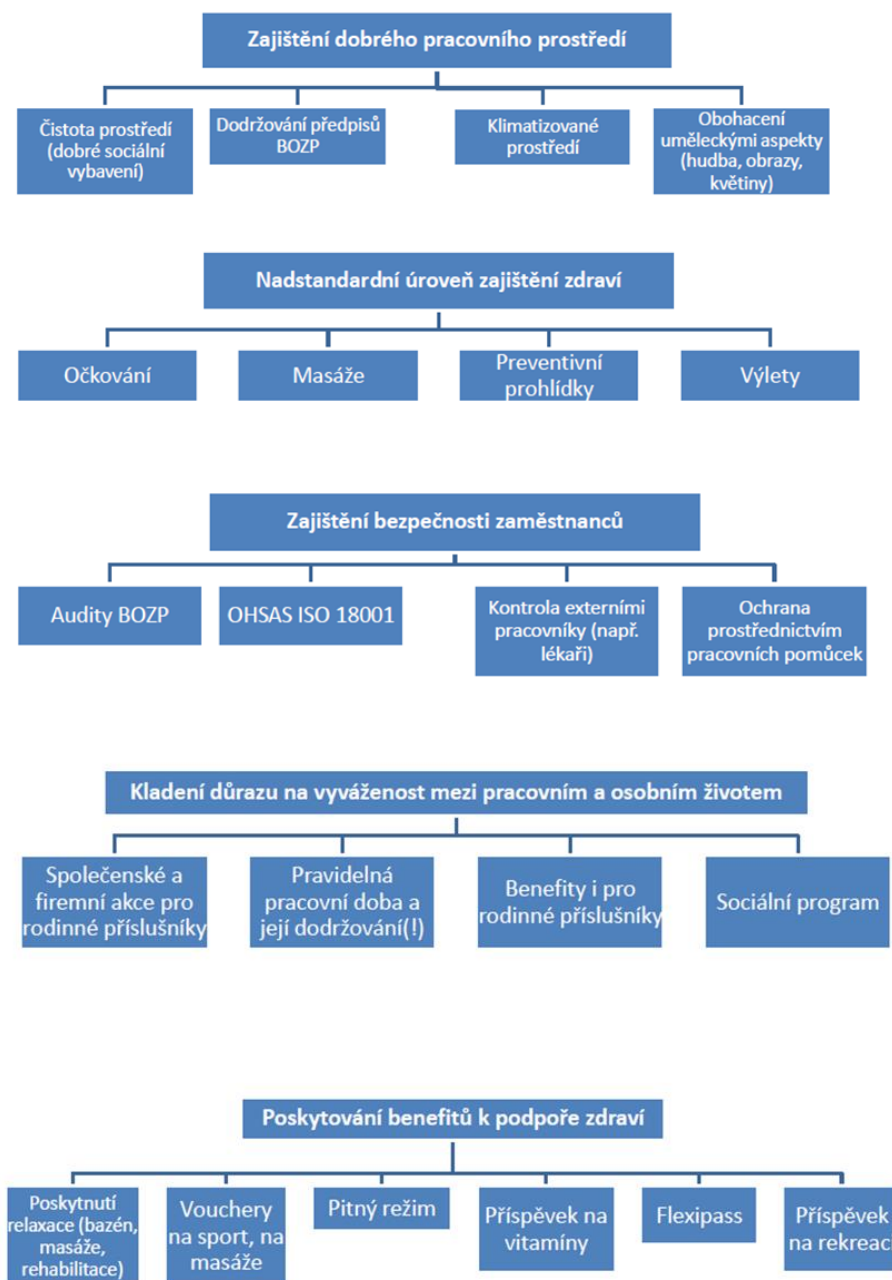 Zajištění dobrého pracovního prostředí
Čistota prostředí
(dobré sociální
vybavení)
Dodržování předpisů
BOZP
Klimatizované
prostředí
Obohacení
uměleckými aspekty
(hudba, obrazy,
květiny)
Nadstandardní úroveň zajištění zdraví
Očkování
Masáže
Preventivní
prohlídky
Výlety
Zajištění bezpečnosti zaměstnanců
Audity BOZP
OHSAS ISO 18001
Kontrola externími
pracovníky (např.
lékaři)
Ochrana
prostřednictvím
pracovních pomůcek
Kladení důrazu na vyváženost mezi pracovním a osobním životem
Společenské a
firemní akce pro
rodinné příslušníky
Pravidelná
pracovní doba a
její dodržování(!)
Benefity i pro
rodinné příslušníky
Sociální program
Poskytování benefitů k podpoře zdraví
Poskytnutí
relaxace (bazén,
masáže,
rehabilitace)
Vouchery
na sport, na
masáže
Pitný režim
Příspěvek na
vitamíny
Flexipass
Příspěvek
na rekreaci